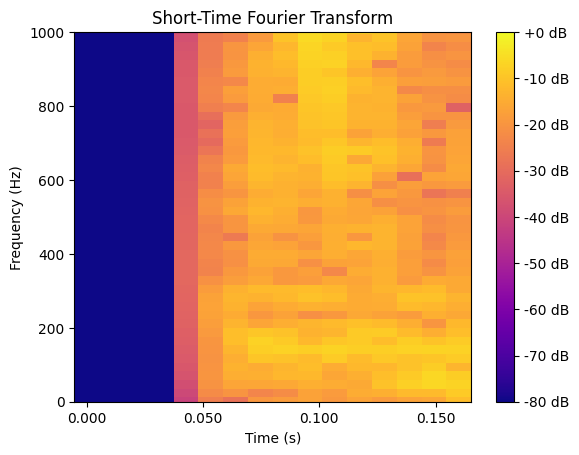 Short-Time Fourier Transform
Frequency (Hz)
1000
800
600
400
200
0
0.000
0.050
0.100
0.150
Time (s)
+0 dB
-10 dB
-20 dB
-30 dB
-40 dB
-50 dB
-60 dB
-70 dB
-80 dB